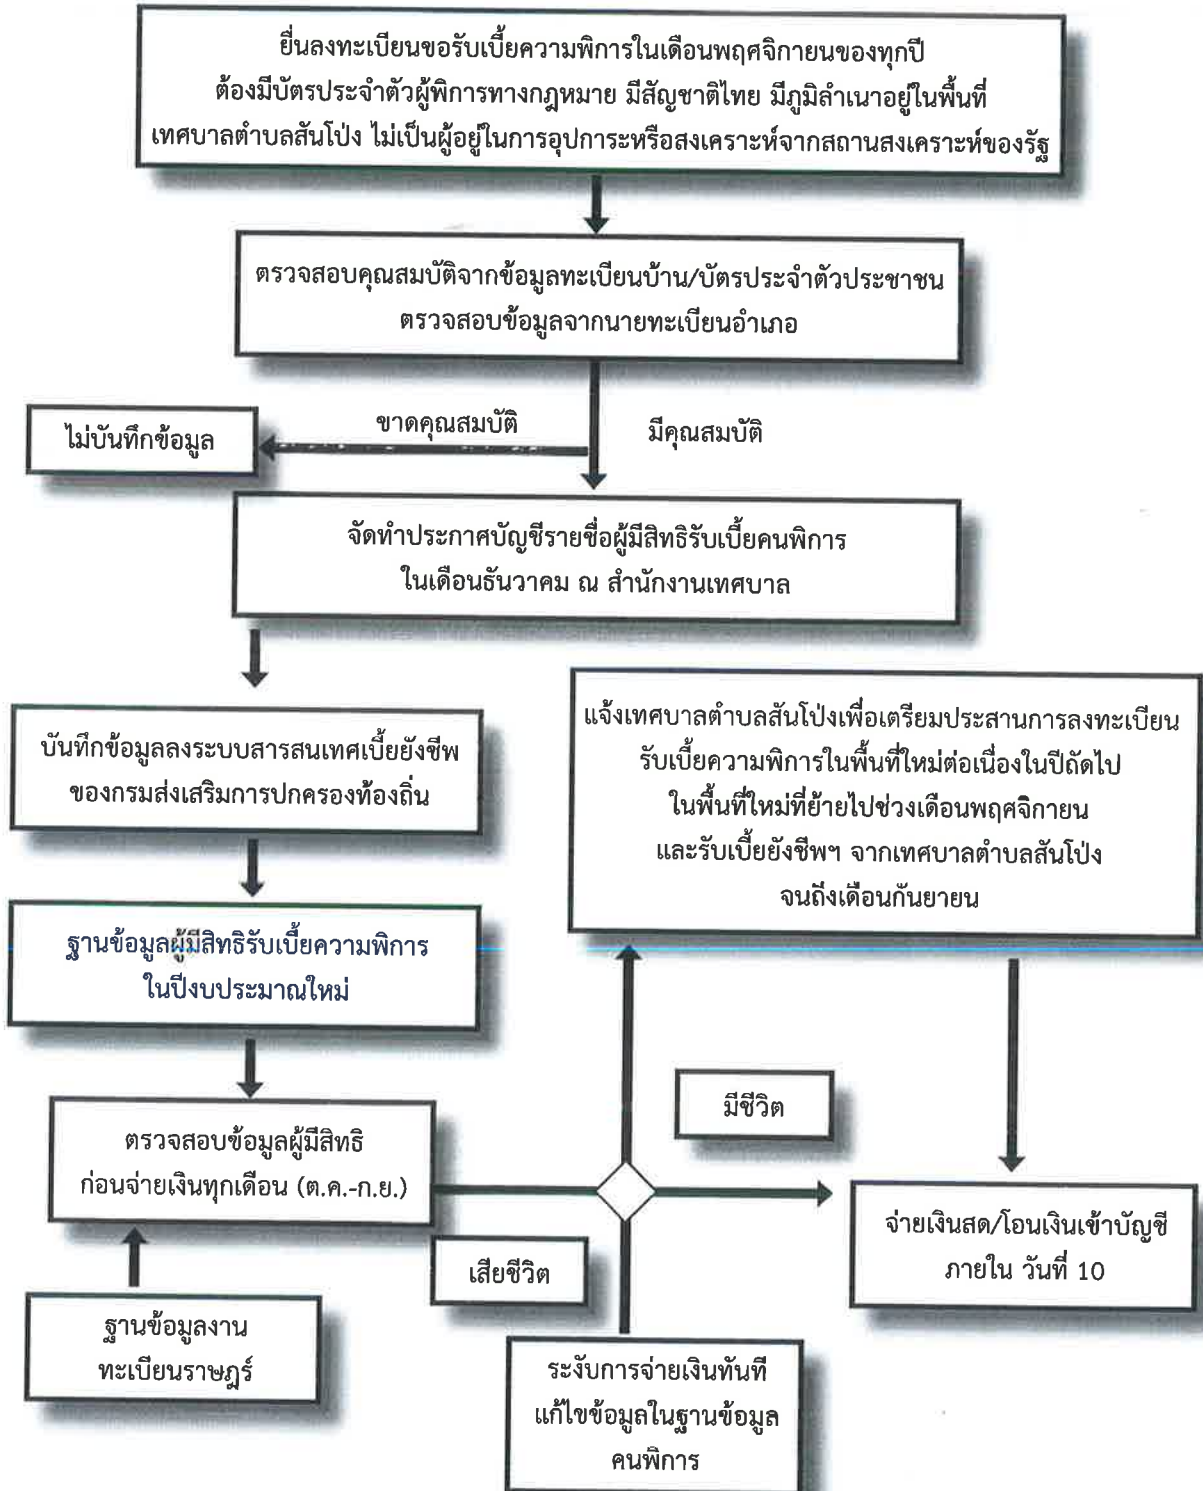 ยื่นลงทะเบียนขอรับเบี้ยความพิการในเดือนพฤศจิกายนของทุกปี
ต้องมีบัตรประจำตัวผู้พิการทางกฎหมาย มีสัญชาติไทย มีภูมิลำเนาอยู่ในพื้นที่
เทศบาลตำบลสันโป่ง ไม่เป็นผู้อยู่ในการอุปการะหรือสงเคราะห์จากสถานสงเคราะห์ของรัฐ
ตรวจสอบคุณสมบัติจากข้อมูลทะเบียนบ้าน/บัตรประจำตัวประชาชน
ตรวจสอบข้อมูลจากนายทะเบียนอำเภอ
ขาดคุณสมบัติ
มีคุณสมบัติ
ไม่บันทึกข้อมูล
จัดทำประกาศบัญชีรายชื่อผู้มีสิทธิรับเบี้ยคนพิการ
ในเดือนธันวาคม ณ สำนักงานเทศบาล
บันทึกข้อมูลลงระบบสารสนเทศเบี้ยยังชีพ
ของกรมส่งเสริมการปกครองท้องถิ่น
แจ้งเทศบาลตำบลสันโป่งเพื่อเตรียมประสานการลงทะเบียน
รับเบี้ยความพิการในพื้นที่ใหม่ต่อเนื่องในปีถัดไป
ในพื้นที่ใหม่ที่ย้ายไปช่วงเดือนพฤศจิกายน
และรับเบี้ยยังชีพฯ จากเทศบาลตำบลสันโป่ง
จนถึงเดือนกันยายน
ฐานข้อมูลผู้มีสิทธิรับเบี้ยความพิการ
ในปีงบประมาณใหม่
ตรวจสอบข้อมูลผู้มีสิทธิ
ก่อนจ่ายเงินทุกเดือน (ต.ค.-ก.ย.)
มีชีวิต
จ่ายเงินสด/โอนเงินเข้าบัญชี
ภายใน วันที่ 10
เสียชีวิต
ฐานข้อมูลงาน
ทะเบียนราษฎร์
ระงับการจ่ายเงินทันที
แก้ไขข้อมูลในฐานข้อมูล
คนพิการ